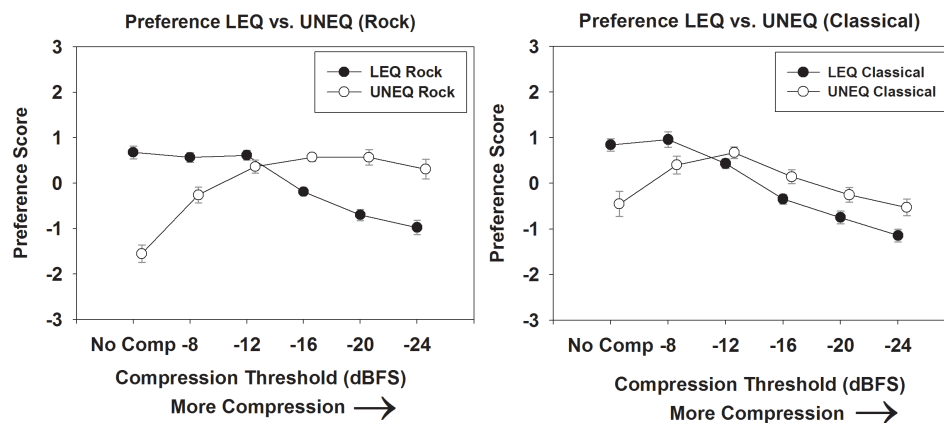 Preference LEQ vs. UNEQ (Rock)
3
2
1
0
-1
-2
-3
Preference Score
LEQ Rock
UNEQ Rock
No Comp -8 -12 -16 -20 -24
Compression Threshold (dBFS)
More Compression
Preference LEQ vs. UNEQ (Classical)
3
2
1
0
-1
-2
-3
Preference Score
LEQ Classical
UNEQ Classical
No Comp -8 -12 -16 -20 -24
Compression Threshold (dBFS)
More Compression